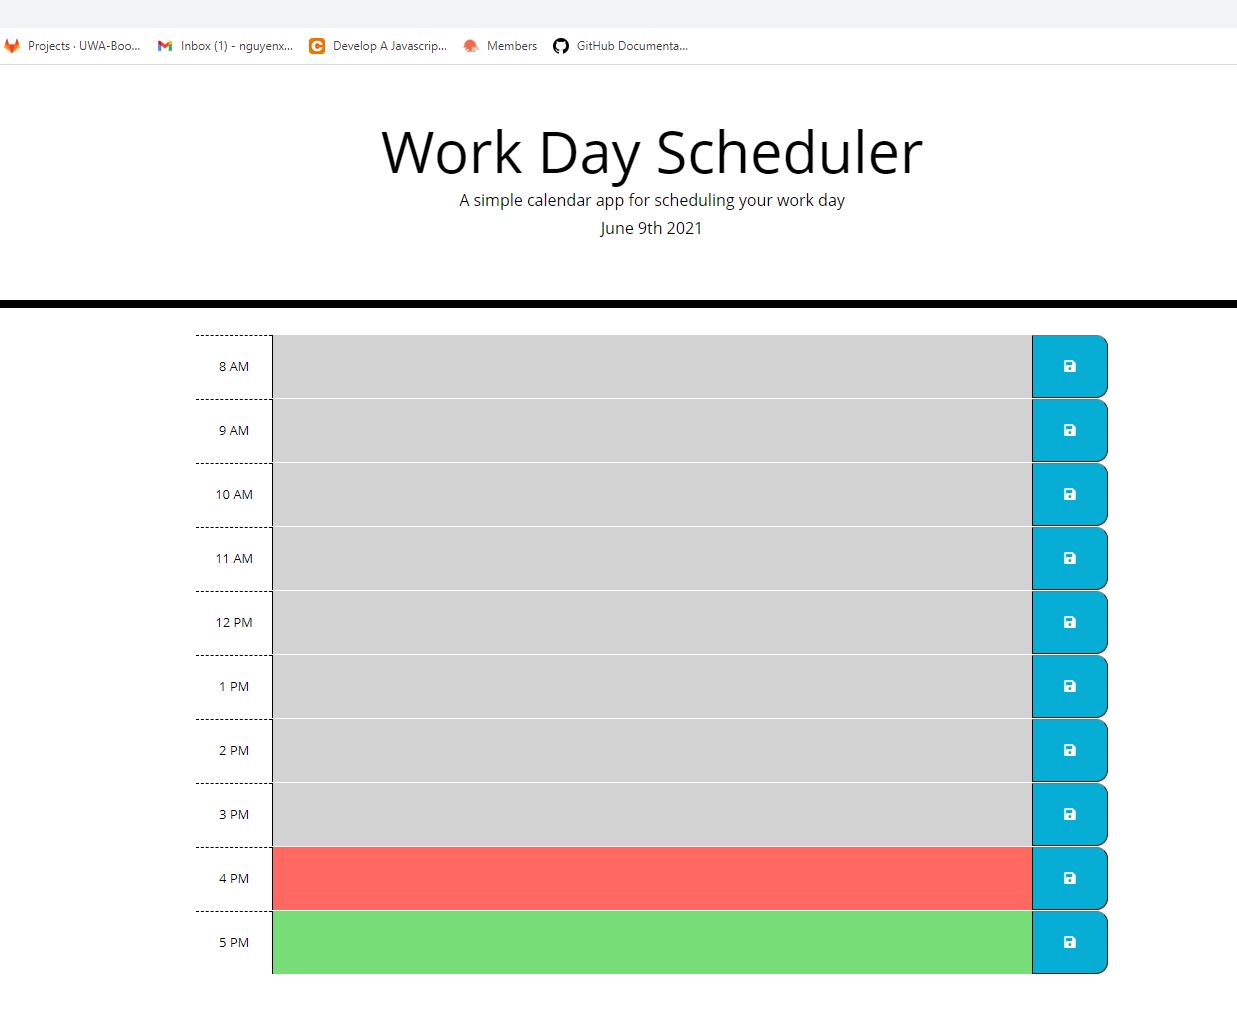 Projects · UWA-Boo... Inbox (1) - nguyenx... Develop A Javascrip... Members GitHub Documenta...
Work Day Scheduler
A simple calendar app for scheduling your work day
June 9th 2021
8 AM
9 AM
10 AM
11 AM
12 PM
1 PM
2 PM
3 PM
4 PM
5 PM